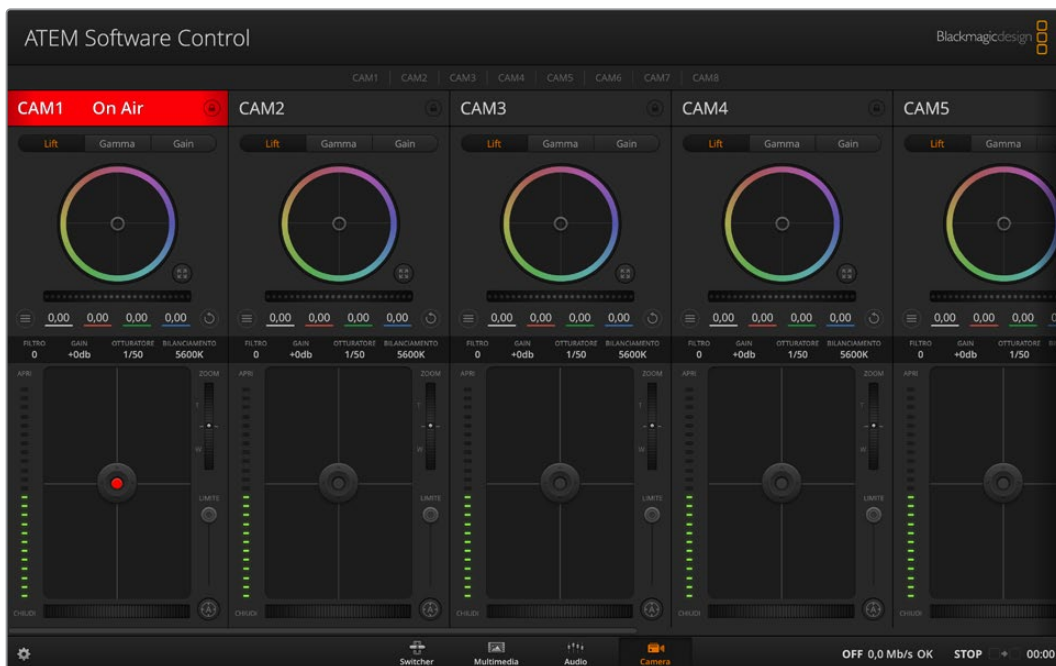 ATEM Software Control
Blackmagicdesign
CAM1 CAM2 CAM3 CAM4 CAM5 CAM6 CAM7 CAM8
CAM1 On Air CAM2 CAM3 CAM4 CAM5
Lift Gamma Gain Lift Gamma Gain Lift Gamma Gain Lift Gamma Gain Lift Gamma
0,00 0,00 0,00 0,00 0,00 0,00 0,00 0,00 0,00 0,00 0,00 0,00 0,00 0,00 0,00 0,00 0,00 0,00 0,00 0,00
FILTRO GAIN OTTURATORE BILANCIAMENTO FILTRO GAIN OTTURATORE BILANCIAMENTO FILTRO GAIN OTTURATORE BILANCIAMENTO FILTRO GAIN OTTURATORE BILANCIAMENTO FILTRO GAIN OTTURATORE
0 +0db 1/50 5600K 0 +0db 1/50 5600K 0 +0db 1/50 5600K 0 +0db 1/50 5600K 0 +0db 1/50
APRI ZOOM APRI ZOOM APRI ZOOM APRI ZOOM APRI
T T T T
W W W W
LIMITE LIMITE LIMITE LIMITE
CHIUDI A CHIUDI A CHIUDI A CHIUDI A CHIUDI
Switcher Multimedia Audio Camera OFF 0,0 Mb/s OK STOP 00:00